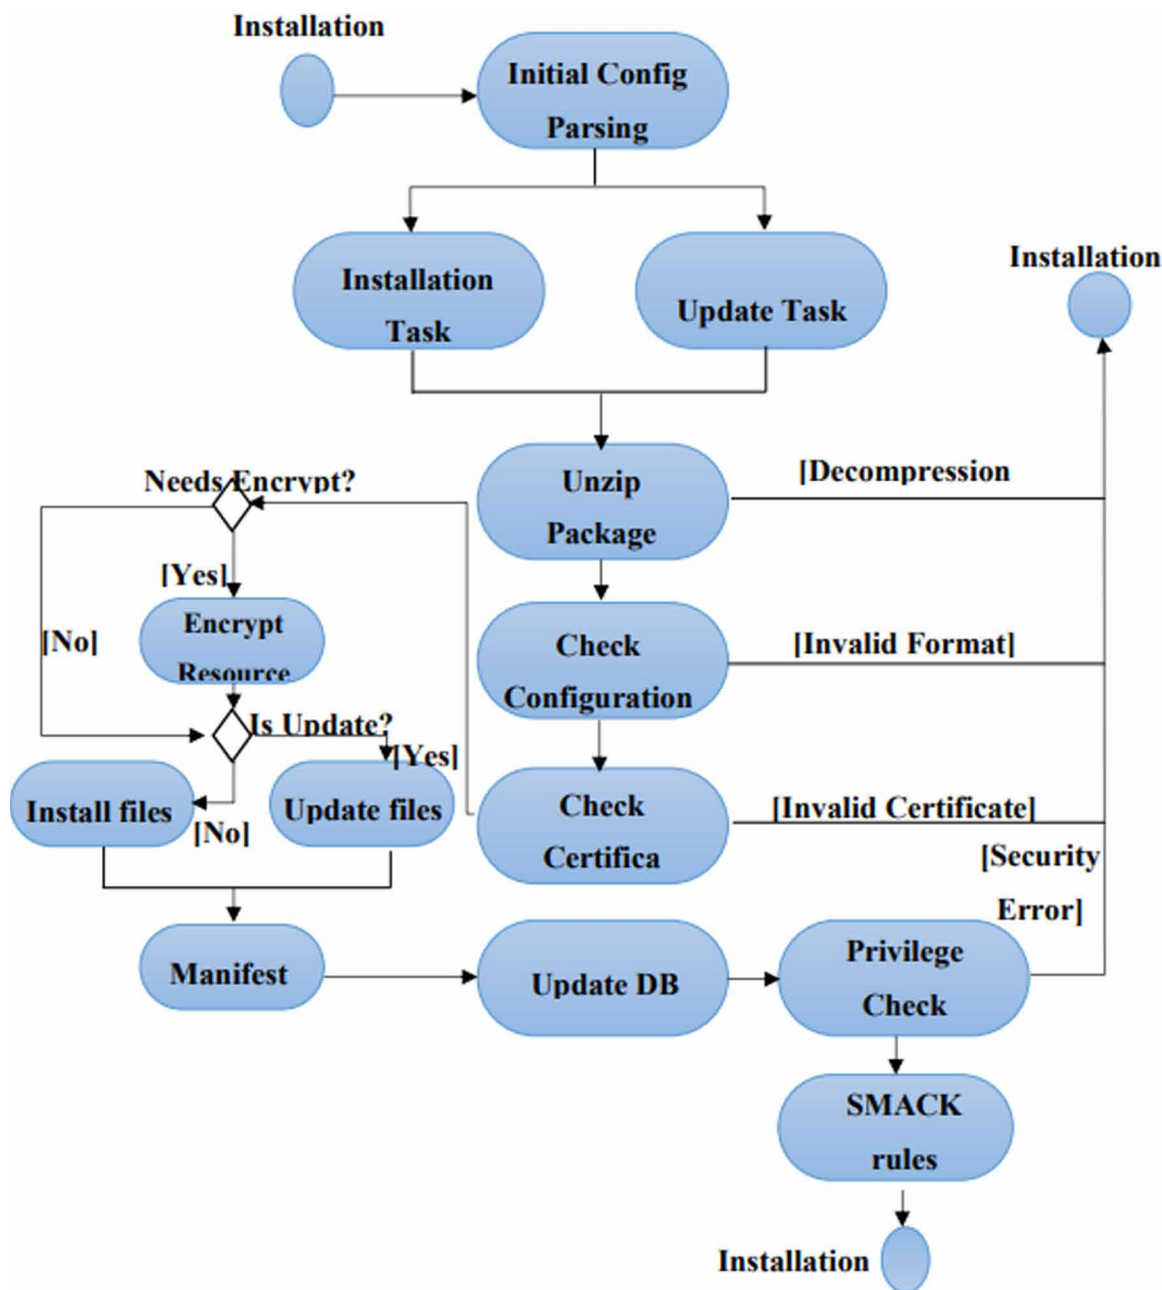 Installation
Initial Config
Parsing
Installation
Task
Update Task
Installation
Unzip
Package
[Decompression
Needs Encrypt?
[Yes]
Encrypt
Resource
[No]
Is Update?
[Yes]
Install files
[No]
Update files
Check
Configuration
[Invalid Format]
Check
Certifica
[Invalid Certificate]
[Security
Error]
Manifest
Update DB
Privilege
Check
SMACK
rules
Installation